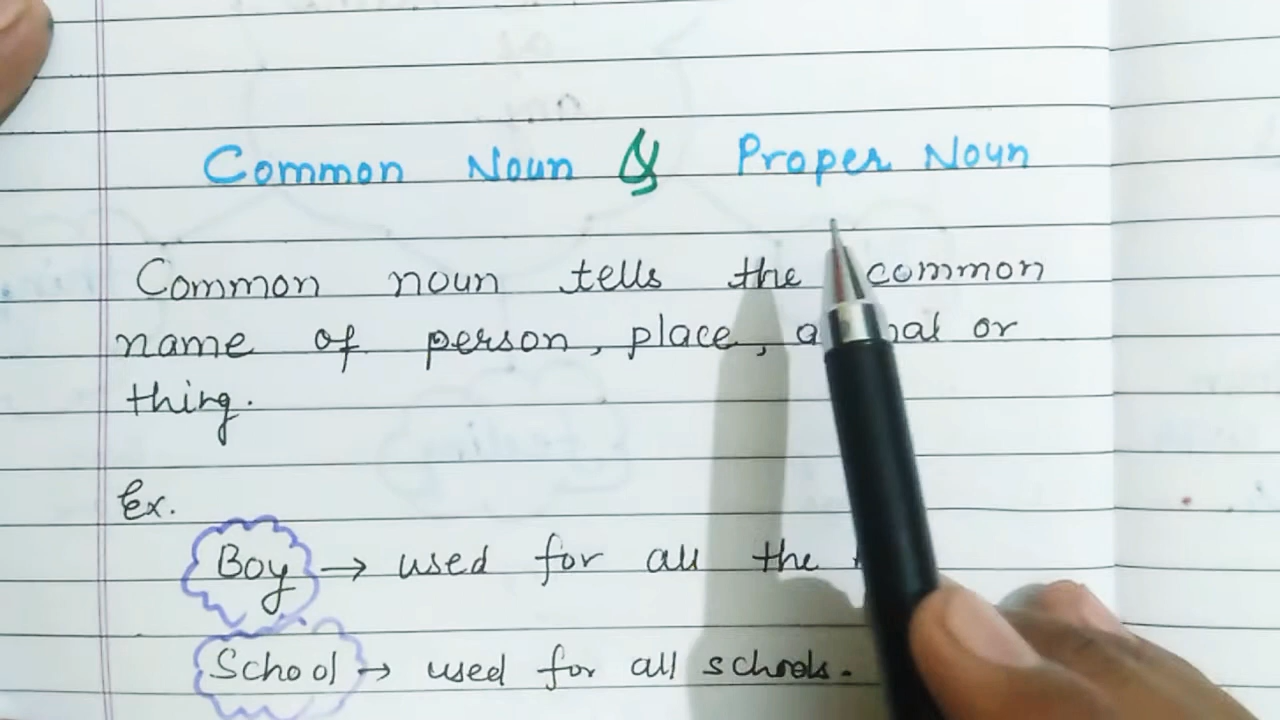 Common Noun & Proper Noun
Common noun tells the common
name of person, place, or
thing.
Ex.
Boy → used for all the
School → used for all schools.